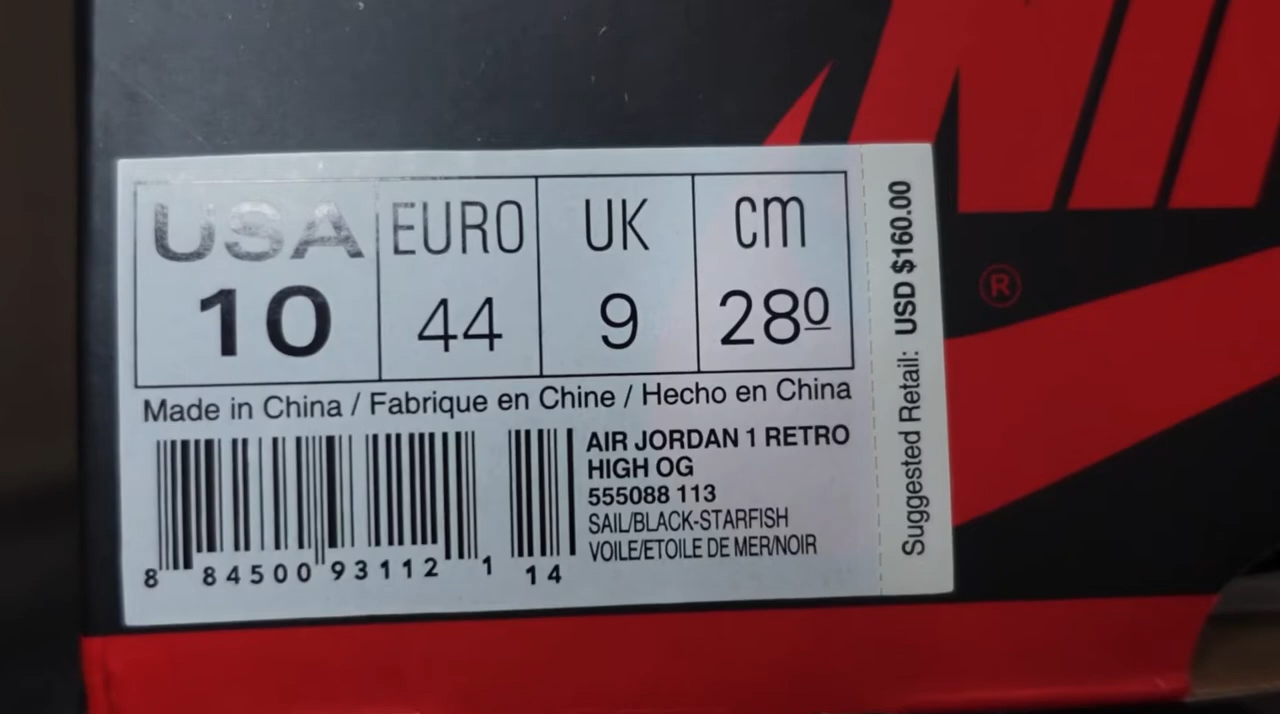 USA EURO UK CM
10 44 9 28⁰
Made in China / Fabrique en Chine / Hecho en China
AIR JORDAN 1 RETRO
HIGH OG
555088 113
SAIL/BLACK-STARFISH
VOILE/ETOILE DE MER/NOIR
8 84500 93112 1 14
Suggested Retail: USD $160.00
®